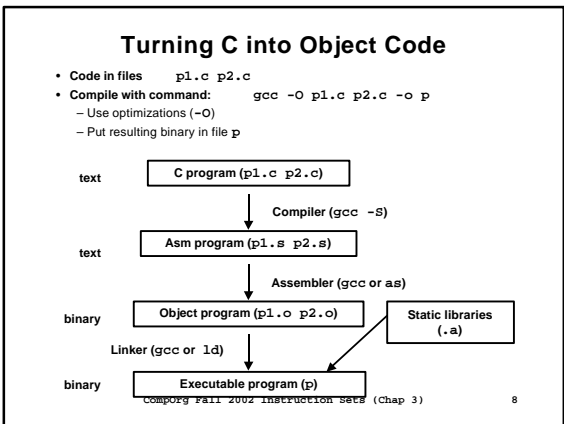 Turning C into Object Code
• Code in files p1.c p2.c
• Compile with command: gcc -O p1.c p2.c -o p
– Use optimizations (-O)
– Put resulting binary in file p
text
C program (p1.c p2.c)
Compiler (gcc -S)
text
Asm program (p1.s p2.s)
Assembler (gcc or as)
binary
Object program (p1.o p2.o)
Static libraries
(.a)
Linker (gcc or ld)
binary
Executable program (p)
CompOrg Fall 2002 Instruction Sets (Chap 3) 8